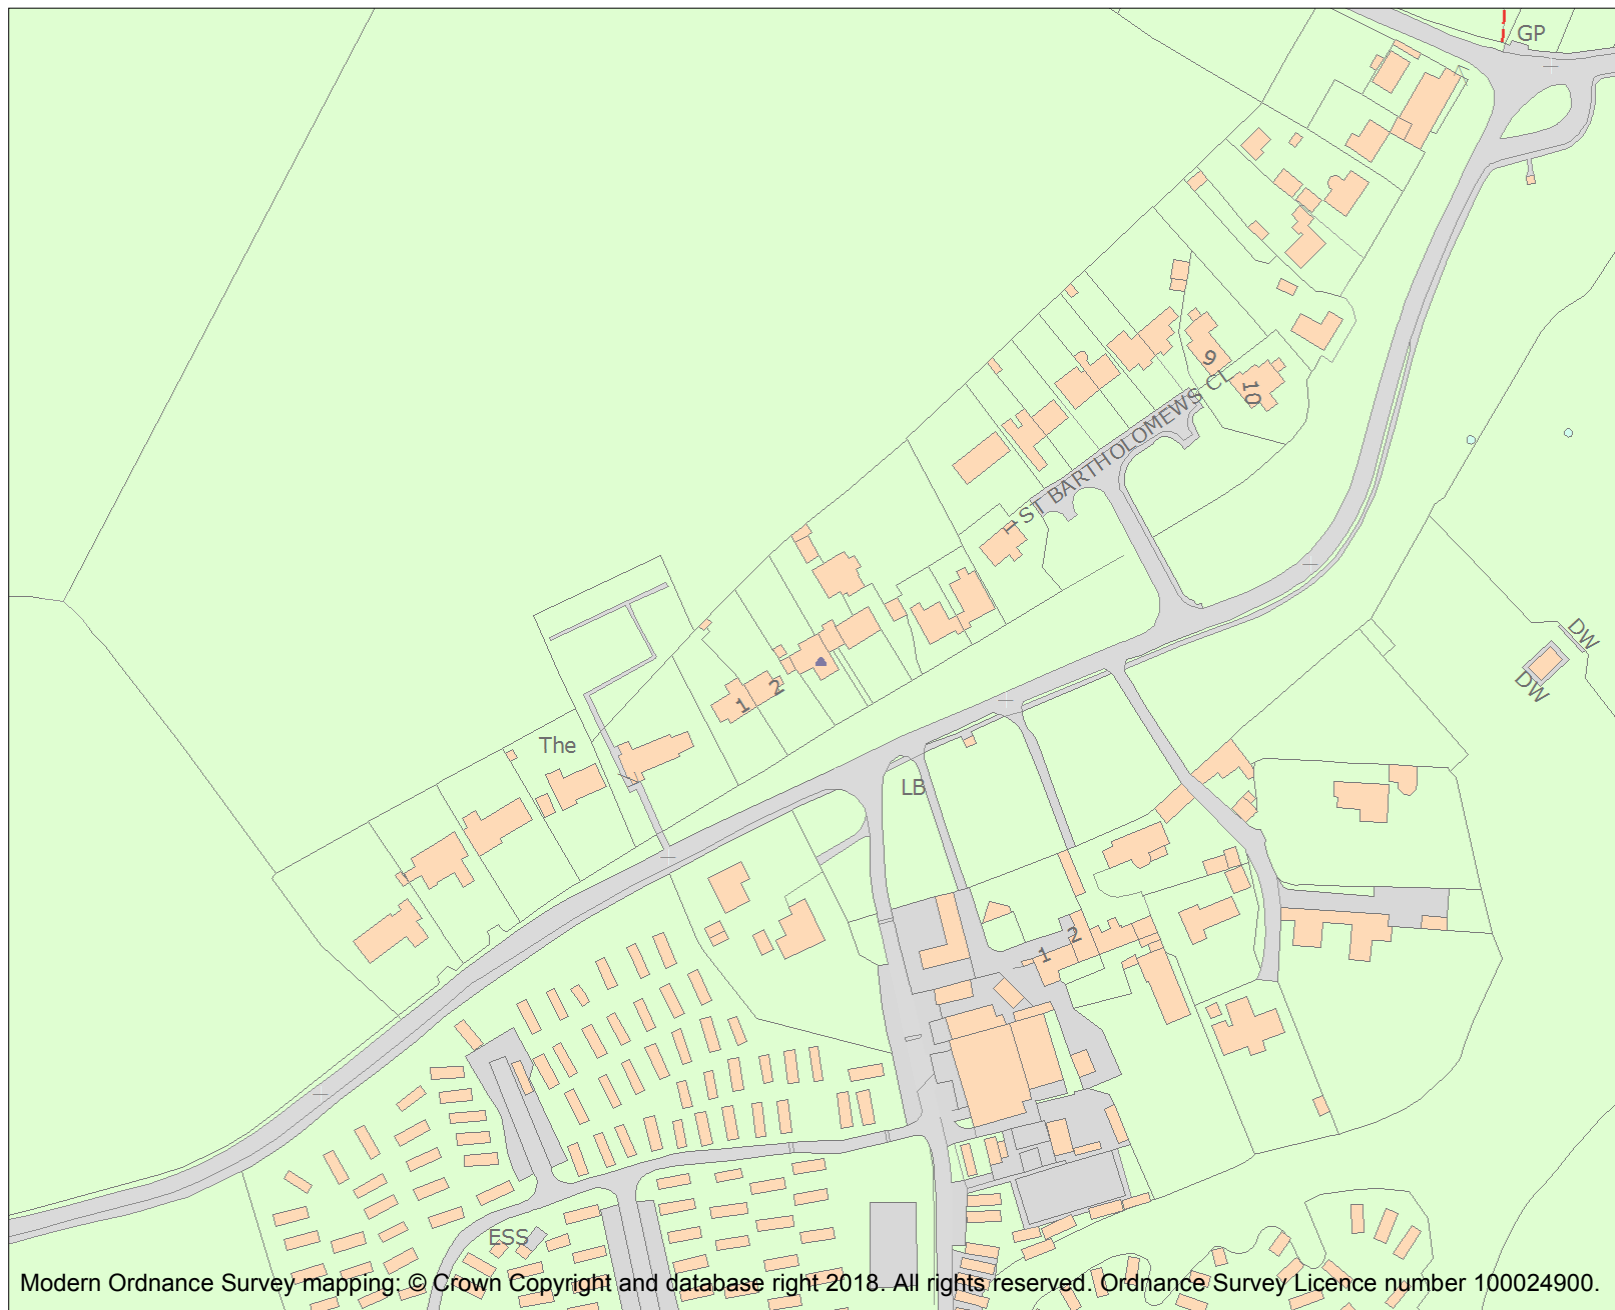 GP
9
10
ST BARTHOLOMEWS CL
1
DW
DW
2
1
The
LB
2
1
ESS
Modern Ordnance Survey mapping: © Crown Copyright and database right 2018. All rights reserved. Ordnance Survey Licence number 100024900.